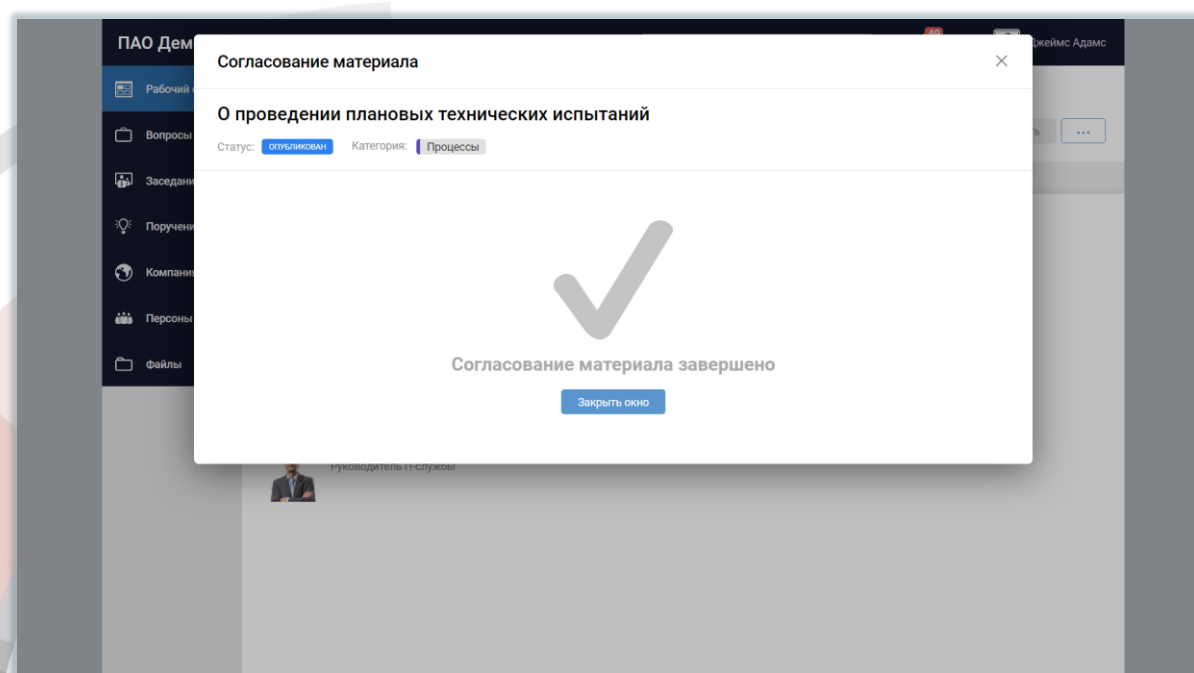 ПАО Дем
Джеймс Адамс
Согласование материала
Рабочий
О проведении плановых технических испытаний
Вопросы
Статус: ОПУБЛИКОВАН Категория: Процессы
Заседани
Поручени
Компания
Персоны
Файлы
Согласование материала завершено
Закрыть окно
Руководитель IT-службы